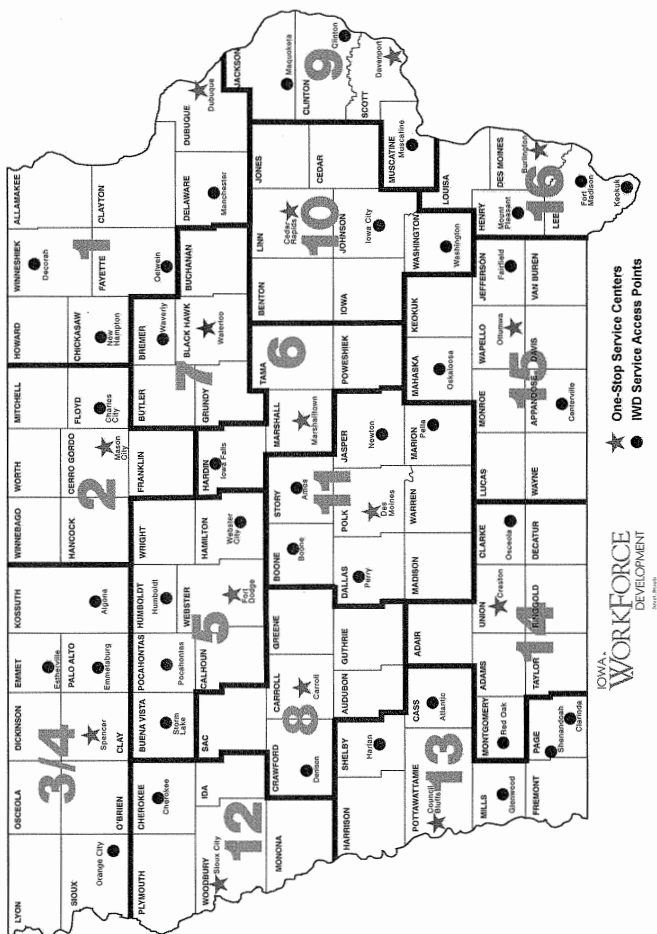 LYON
OSCEOLA
DICKINSON
EMMET
KOSSUTH
WINNEBAGO
WORTH
MITCHELL
HOWARD
WINNESHIEK
ALLAMAKEE
3/4
Estherville
2
1
Decorah
SIOUX
Orange City
O'BRIEN
CLAY
Spencer
PALO ALTO
Emmetsburg
Algona
HANCOCK
CERRO GORDO
Mason
City
FLOYD
Charles
City
CHICKASAW
New
Hampton
FAYETTE
Oelwein
CLAYTON
PLYMOUTH
CHEROKEE
Cherokee
BUENA VISTA
Storm
Lake
POCAHONTAS
Pocahontas
HUMBOLDT
Humboldt
WRIGHT
FRANKLIN
BUTLER
BREMER
Waverly
7
WOODBURY
Sioux City
12
IDA
SAC
CALHOUN
5
WEBSTER
Fort
Dodge
HAMILTON
Webster
City
HARDIN
Iowa Falls
GRUNDY
BLACK HAWK
Waterloo
BUCHANAN
DELAWARE
Manchester
DUBUQUE
Dubuque
MONONA
CRAWFORD
Denison
CARROLL
Carroll
8
GREENE
BOONE
Boone
STORY
Ames
MARSHALL
Marshalltown
TAMA
6
BENTON
LINN
Cedar
Rapids
10
JONES
JACKSON
Maquoketa
HARRISON
SHELBY
Harlan
AUDUBON
GUTHRIE
DALLAS
Perry
POLK
Des
Moines
11
JASPER
Newton
POWESHIEK
IOWA
JOHNSON
Iowa City
CEDAR
CLINTON
Clinton
9
SCOTT
Davenport
POTTAWATTAMIE
Council
Bluffs
13
CASS
Atlantic
ADAIR
MADISON
WARREN
MARION
Pella
MAHASKA
Oskaloosa
KEOKUK
WASHINGTON
Washington
MUSCATINE
Muscatine
LOUISA
MILLS
Glenwood
MONTGOMERY
Red Oak
ADAMS
UNION
Creston
CLARKE
Osceola
LUCAS
MONROE
WAPELLO
Ottumwa
JEFFERSON
Fairfield
HENRY
Mount
Pleasant
DES MOINES
Burlington
FREMONT
PAGE
Shenandoah
Clarinda
TAYLOR
14
RINGGOLD
DECATUR
WAYNE
APPANOOSE
Centerville
15
DAVIS
VAN BUREN
LEE
16
Fort
Madison
Keokuk
One-Stop Service Centers
IWD Service Access Points
IOWA
WORKFORCE
DEVELOPMENT